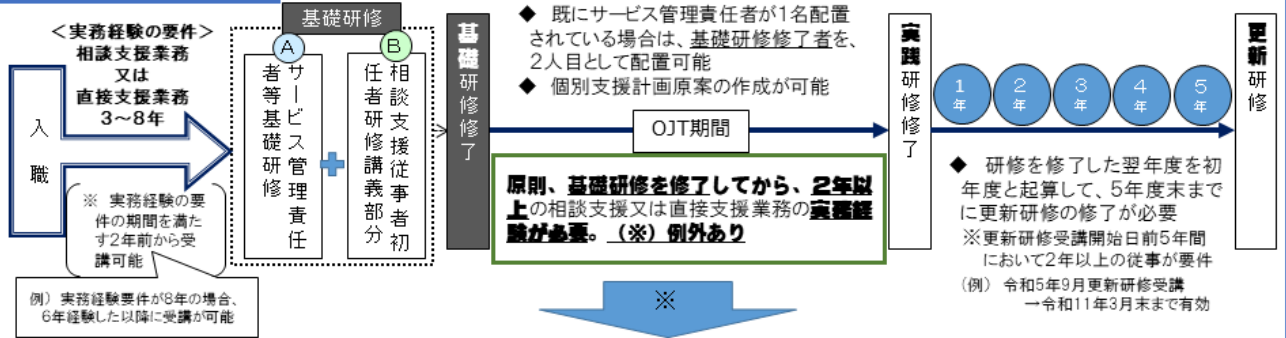 ＜実務経験の要件＞
相談支援業務
又は
直接支援業務
3～8年
入職
※ 実務経験の要
件の期間を満た
す2年前から受
講可能
例） 実務経験要件が8年の場合、
6年経験した以降に受講が可能
基礎研修
A
サービス管理責任
者等基礎研修
B
相談支援従事者初
任者研修講義部分
基礎研修修了
◆ 既にサービス管理責任者が1名配置
されている場合は、基礎研修修了者を、
2人目として配置可能
◆ 個別支援計画原案の作成が可能
OJT期間
原則、基礎研修を修了してから、2年以
上の相談支援又は直接支援業務の実務経
験が必要。（※）例外あり
※
実践研修修了
1
年
2
年
3
年
4
年
5
年
◆ 研修を修了した翌年度を初
年度と起算して、5年度末まで
に更新研修の修了が必要
※更新研修受講開始日前5年間
において2年以上の従事が要件
（例） 令和5年9月更新研修受講
→令和11年3月末まで有効
更新研修